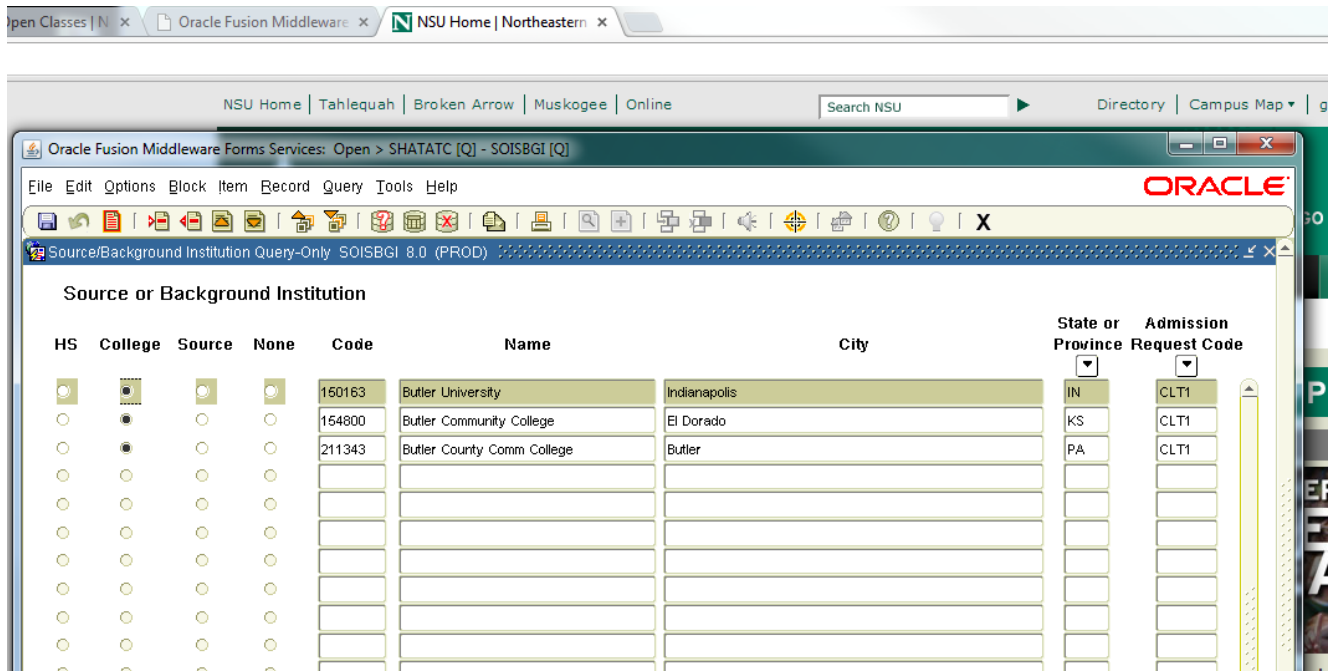 Open Classes | N × Oracle Fusion Middleware × NSU Home | Northeastern ×
NSU Home | Tahlequah | Broken Arrow | Muskogee | Online Search NSU Directory | Campus Map ▾ | g
Oracle Fusion Middleware Forms Services: Open > SHATATC [Q] - SOISBGI [Q]
File Edit Options Block Item Record Query Tools Help ORACLE
X
Source/Background Institution Query-Only SOISBGI 8.0 (PROD)
Source or Background Institution
State or Admission
HS College Source None Code Name City Province Request Code
150163 Butler University Indianapolis IN CLT1
154800 Butler Community College El Dorado KS CLT1
211343 Butler County Comm College Butler PA CLT1